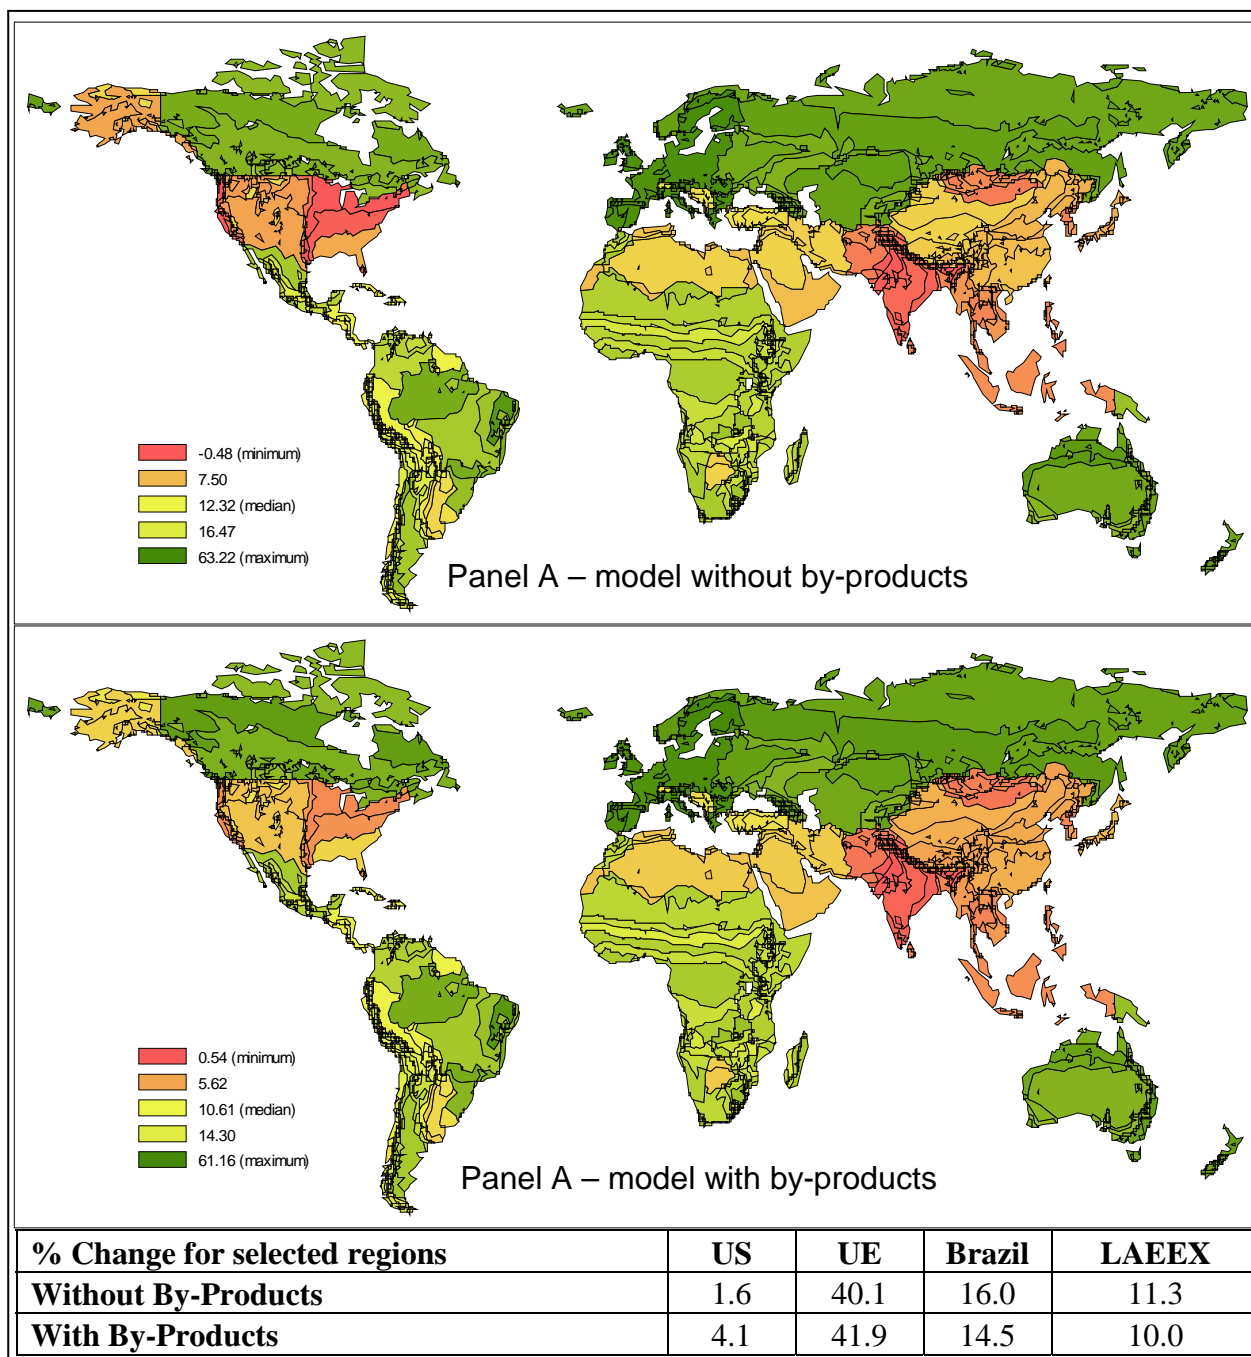 -0.48 (minimum)
7.50
12.32 (median)
16.47
63.22 (maximum)
Panel A – model without by-products
0.54 (minimum)
5.62
10.61 (median)
14.30
61.16 (maximum)
Panel A – model with by-products
% Change for selected regions US UE Brazil LAEEX
Without By-Products 1.6 40.1 16.0 11.3
With By-Products 4.1 41.9 14.5 10.0